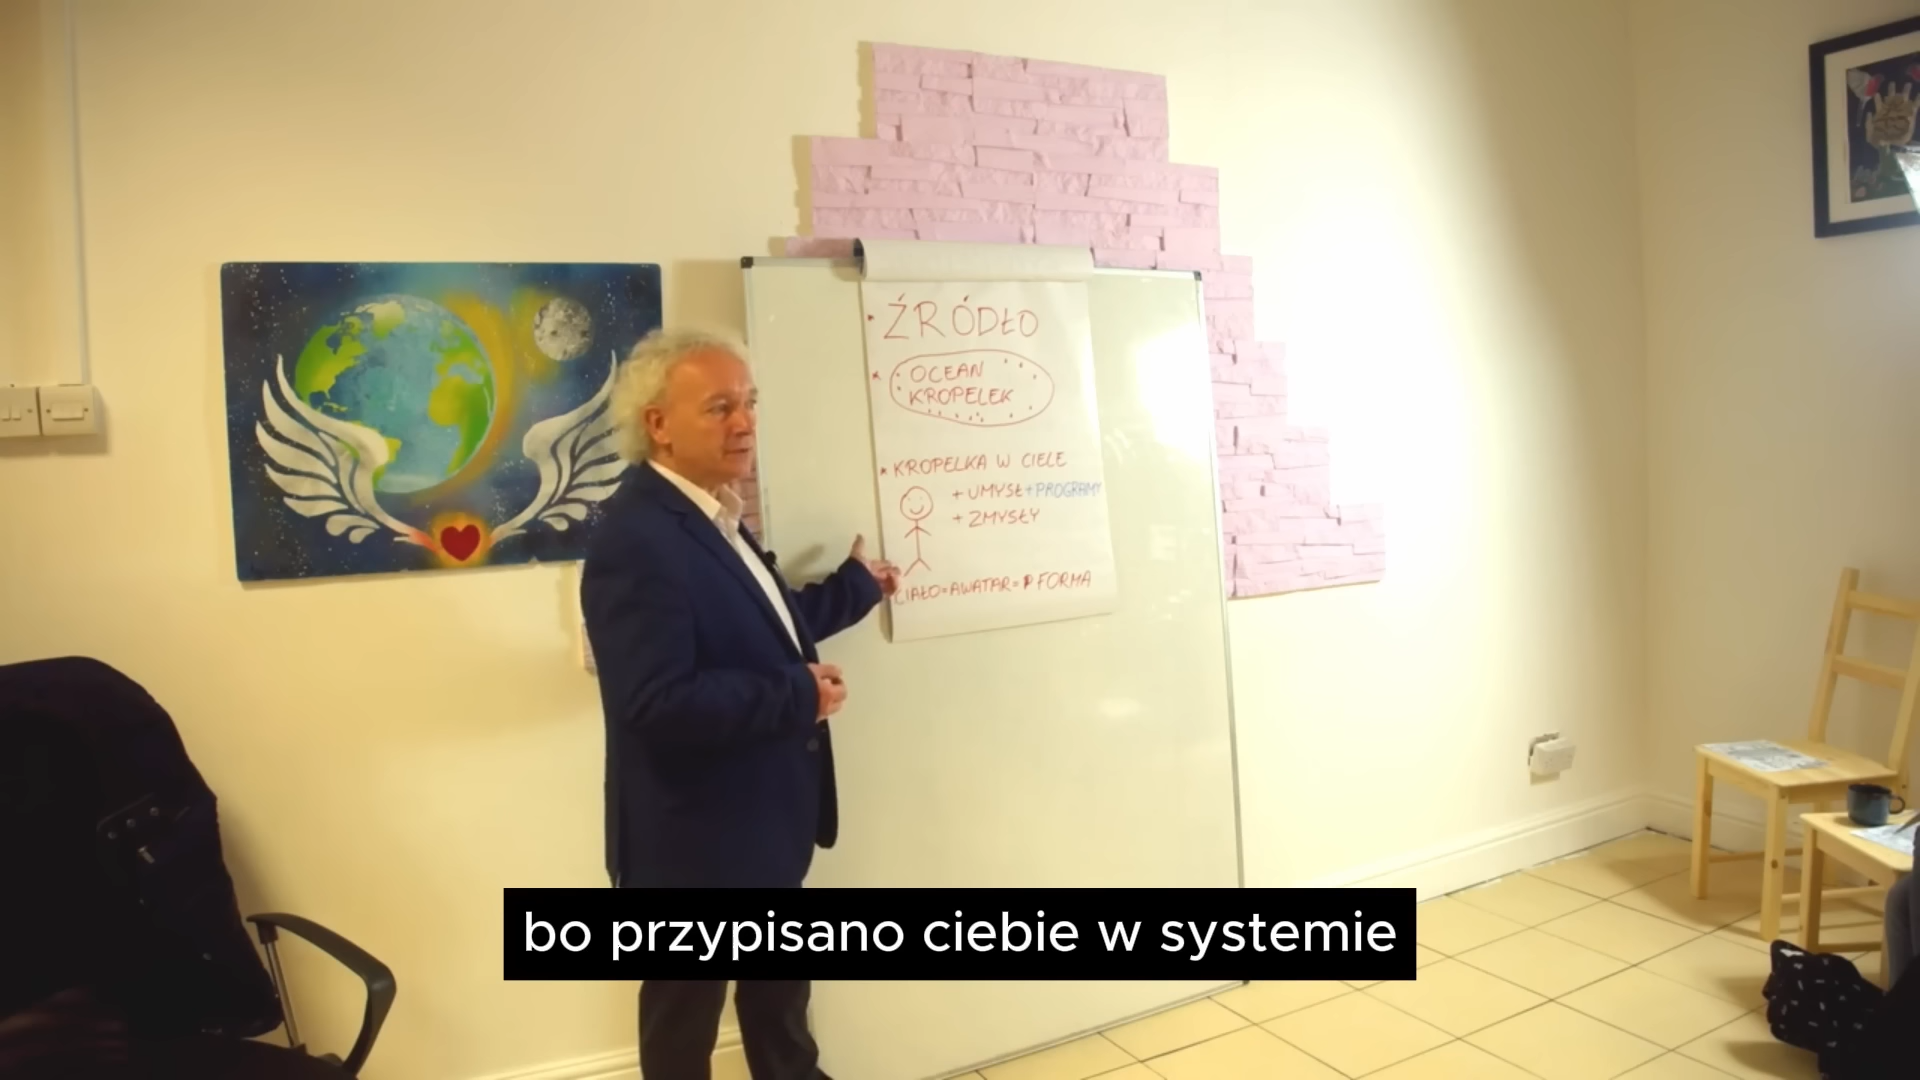 ŹRÓDŁO
OCEAN
KROPELEK
KROPELKA W CIELE
+ UMYSŁ + PROGRAMY
+ ZMYSŁY
CIAŁO = AWATAR = FORMA
bo przypisano ciebie w systemie